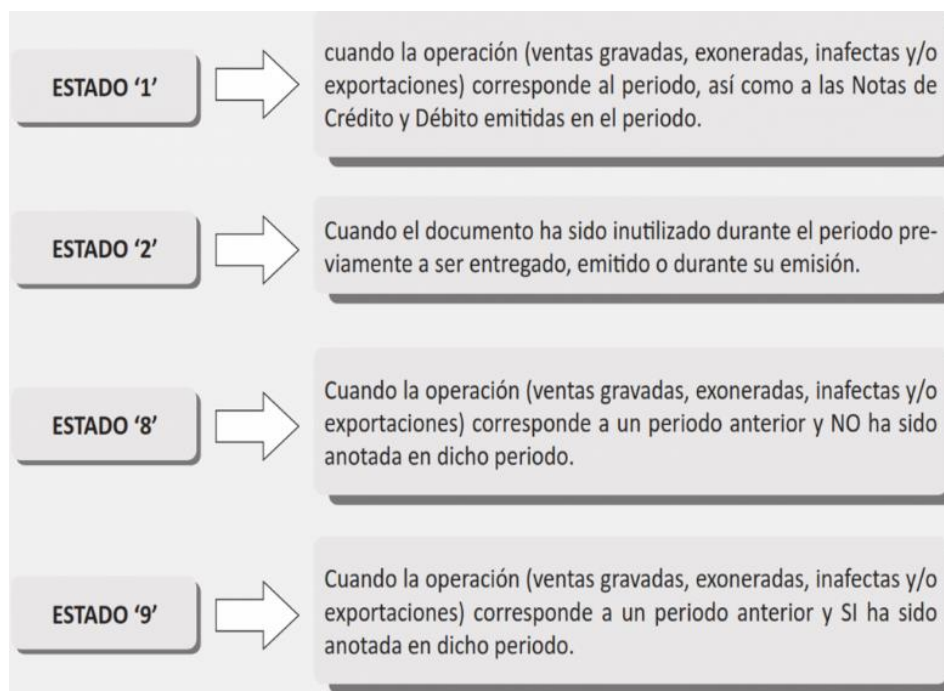 ESTADO ‘1’
cuando la operación (ventas gravadas, exoneradas, inafectas y/o
exportaciones) corresponde al periodo, así como a las Notas de
Crédito y Débito emitidas en el periodo.
ESTADO ‘2’
Cuando el documento ha sido inutilizado durante el periodo pre-
viamente a ser entregado, emitido o durante su emisión.
ESTADO ‘8’
Cuando la operación (ventas gravadas, exoneradas, inafectas y/o
exportaciones) corresponde a un periodo anterior y NO ha sido
anotada en dicho periodo.
ESTADO ‘9’
Cuando la operación (ventas gravadas, exoneradas, inafectas y/o
exportaciones) corresponde a un periodo anterior y SI ha sido
anotada en dicho periodo.